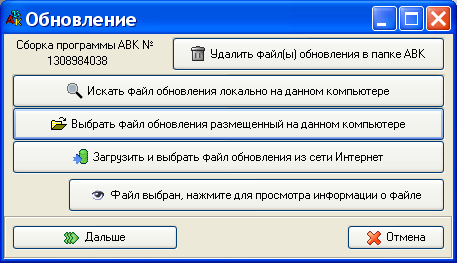 Обновление
Сборка программы АВК №
1308984038
Удалить файл(ы) обновления в папке АВК
Искать файл обновления локально на данном компьютере
Выбрать файл обновления размещенный на данном компьютере
Загрузить и выбрать файл обновления из сети Интернет
Файл выбран, нажмите для просмотра информации о файле
Дальше
Отмена